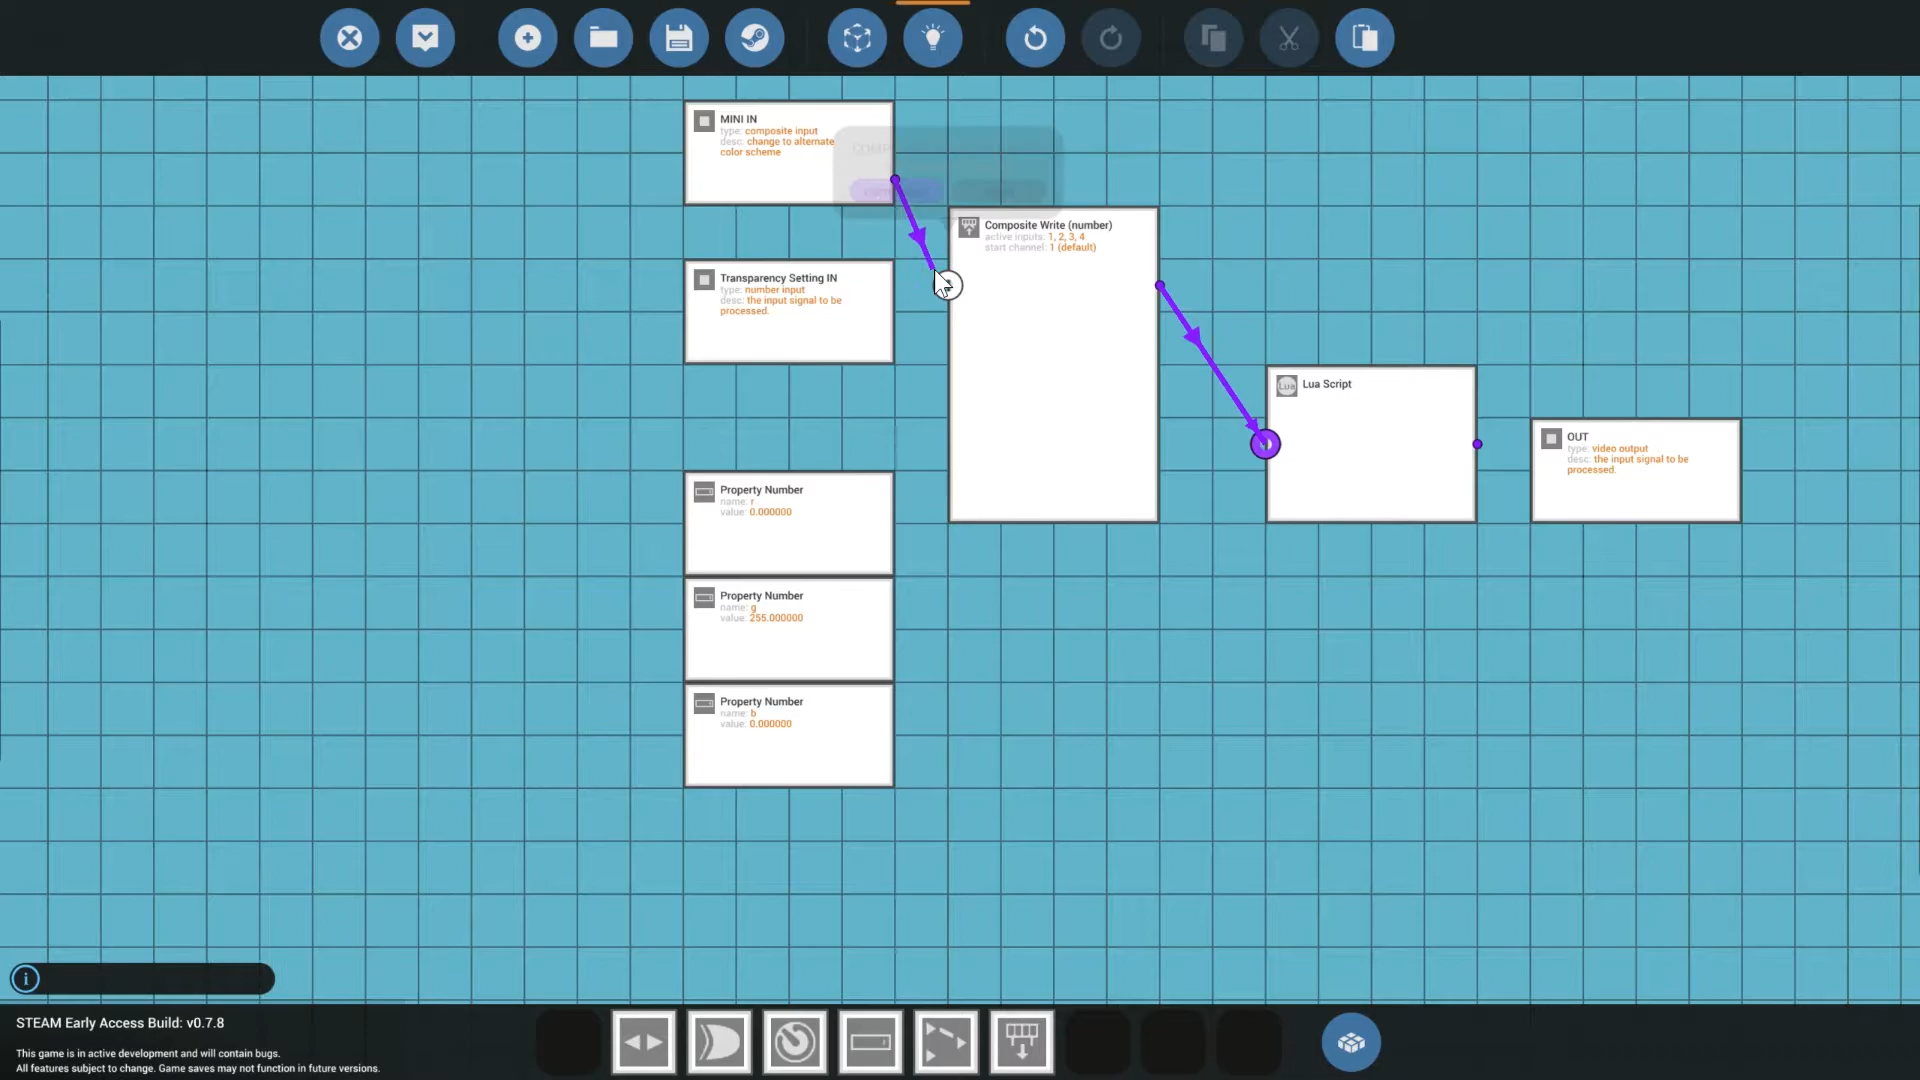 MINI IN
type: composite input
desc: change to alternate
color scheme
Transparency Setting IN
type: number input
desc: the input signal to be
processed.
Composite Write (number)
active inputs: 1, 2, 3, 4
start channel: 1 (default)
Lua
Lua Script
OUT
type: video output
desc: the input signal to be
processed.
Property Number
name: r
value: 0.000000
Property Number
name: g
value: 255.000000
Property Number
name: b
value: 0.000000
STEAM Early Access Build: v0.7.8
This game is in active development and will contain bugs.
All features subject to change. Game saves may not function in future versions.